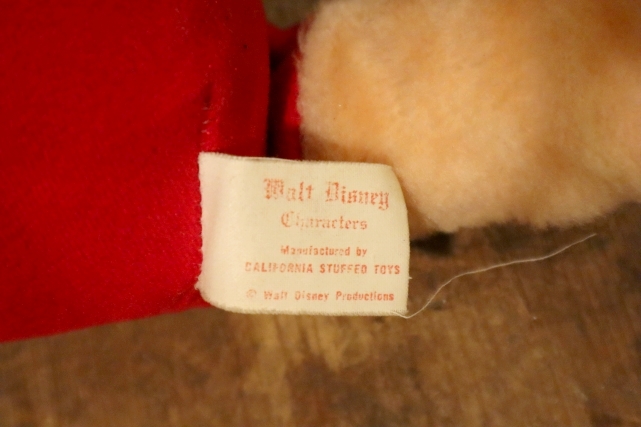 Walt Disney
Characters
Manufactured by
CALIFORNIA STUFFED TOYS
© Walt Disney Productions